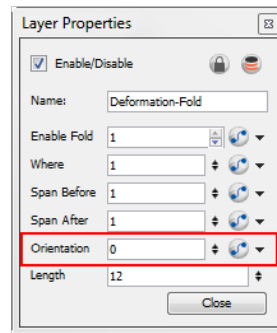 Layer Properties
Enable/Disable
Name: Deformation-Fold
Enable Fold 1
Where 1
Span Before 1
Span After 1
Orientation 0
Length 12
Close